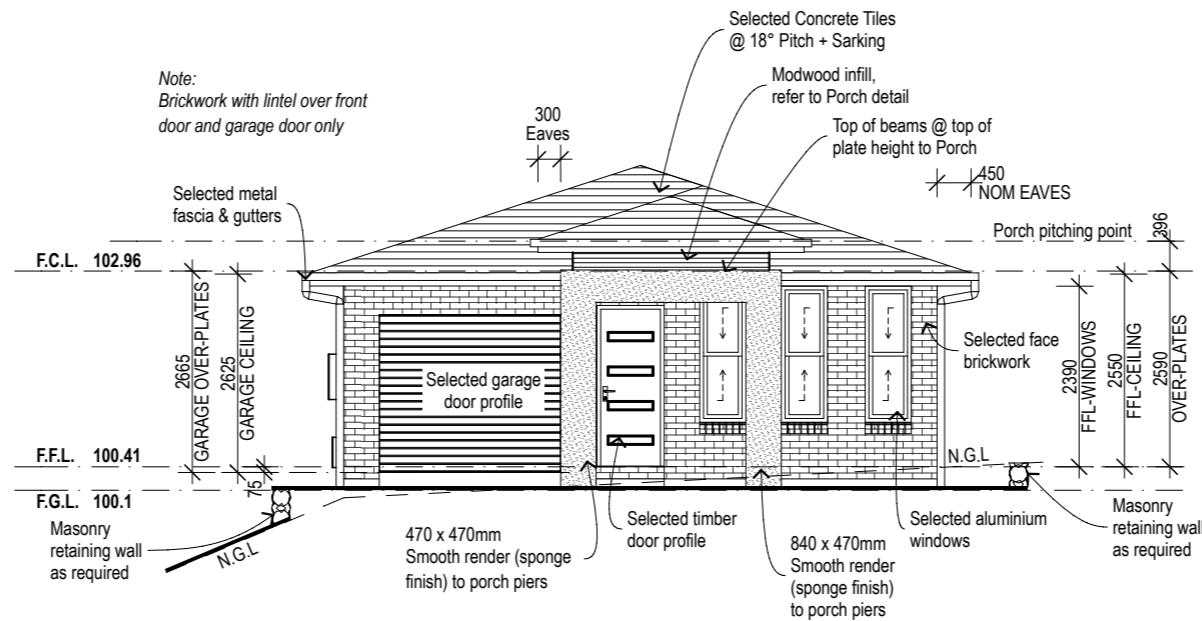 Selected Concrete Tiles
@ 18° Pitch + Sarking
Note:
Brickwork with lintel over front
door and garage door only
Modwood infill,
refer to Porch detail
300
Eaves
Top of beams @ top of
plate height to Porch
450
NOM EAVES
Selected metal
fascia & gutters
Porch pitching point
396
F.C.L. 102.96
2665
GARAGE OVER-PLATES
2625
GARAGE CEILING
Selected garage
door profile
Selected face
brickwork
2390
FFL-WINDOWS
2550
FFL-CEILING
2590
OVER-PLATES
F.F.L. 100.41
N.G.L
75
F.G.L. 100.1
Masonry
retaining wall
as required
N.G.L
470 x 470mm
Smooth render (sponge
finish) to porch piers
Selected timber
door profile
840 x 470mm
Smooth render
(sponge finish)
to porch piers
Selected aluminium
windows
Masonry
retaining wall
as required